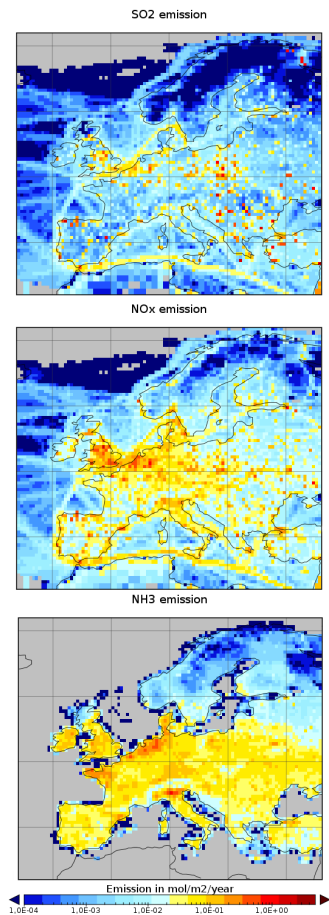 SO2 emission
NOx emission
NH3 emission
Emission in mol/m2/year
1,0E-04 1,0E-03 1,0E-02 1,0E-01 1,0E+00